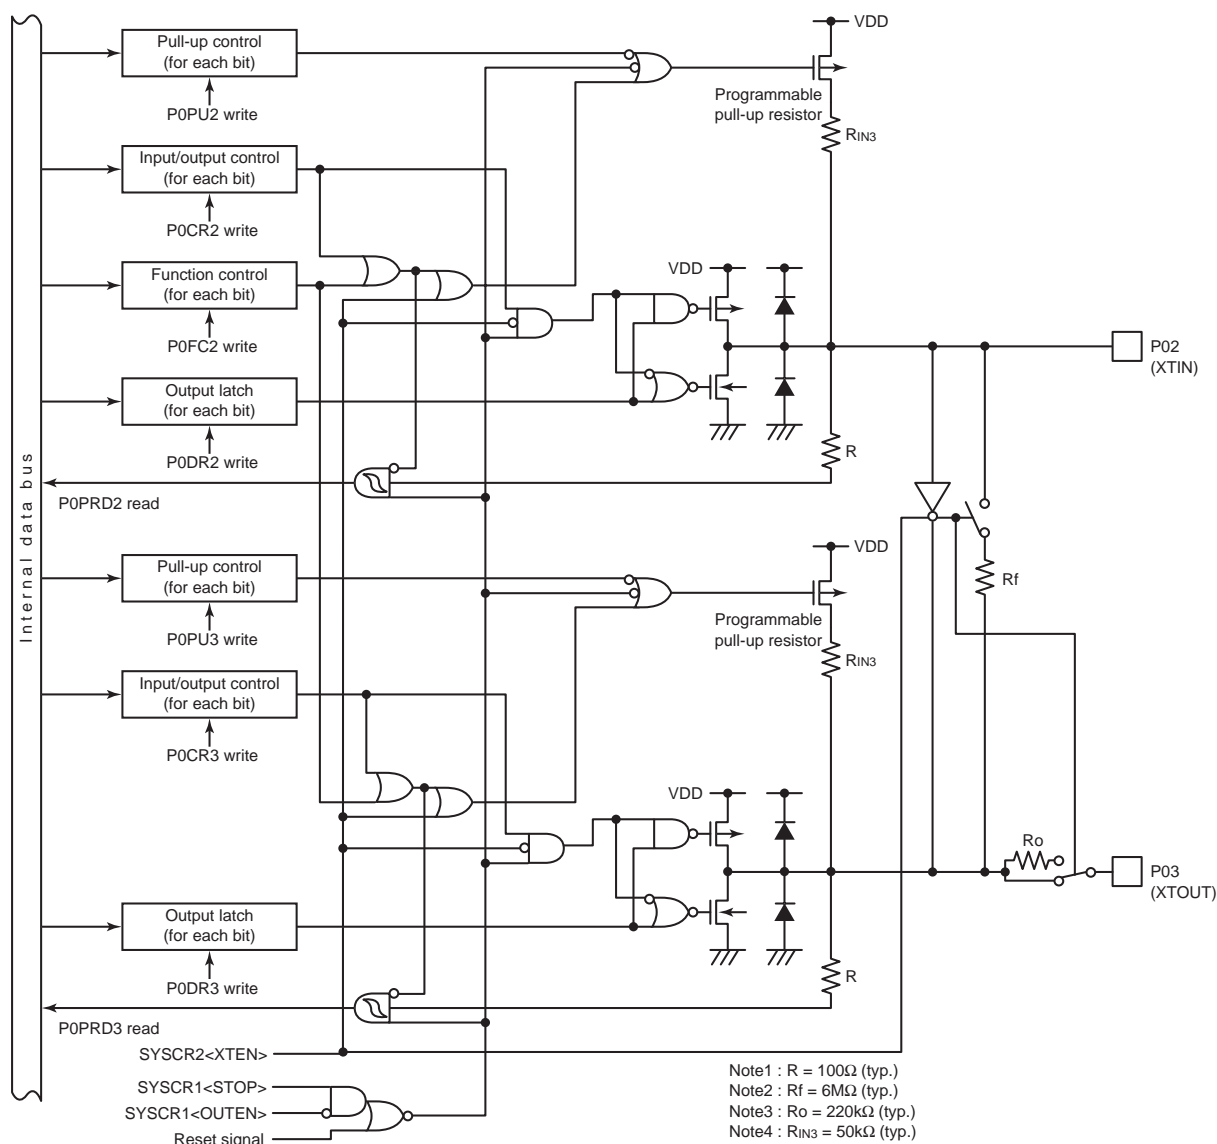 Internal data bus
Pull-up control
(for each bit)
P0PU2 write
VDD
Programmable
pull-up resistor
RIN3
Input/output control
(for each bit)
P0CR2 write
Function control
(for each bit)
P0FC2 write
VDD
P02
(XTIN)
Output latch
(for each bit)
P0DR2 write
R
P0PRD2 read
Pull-up control
(for each bit)
P0PU3 write
VDD
Rf
Programmable
pull-up resistor
RIN3
Input/output control
(for each bit)
P0CR3 write
VDD
Ro
P03
(XTOUT)
Output latch
(for each bit)
P0DR3 write
R
P0PRD3 read
SYSCR2<XTEN>
SYSCR1<STOP>
SYSCR1<OUTEN>
Reset signal
Note1 : R = 100Ω (typ.)
Note2 : Rf = 6MΩ (typ.)
Note3 : Ro = 220kΩ (typ.)
Note4 : RIN3 = 50kΩ (typ.)